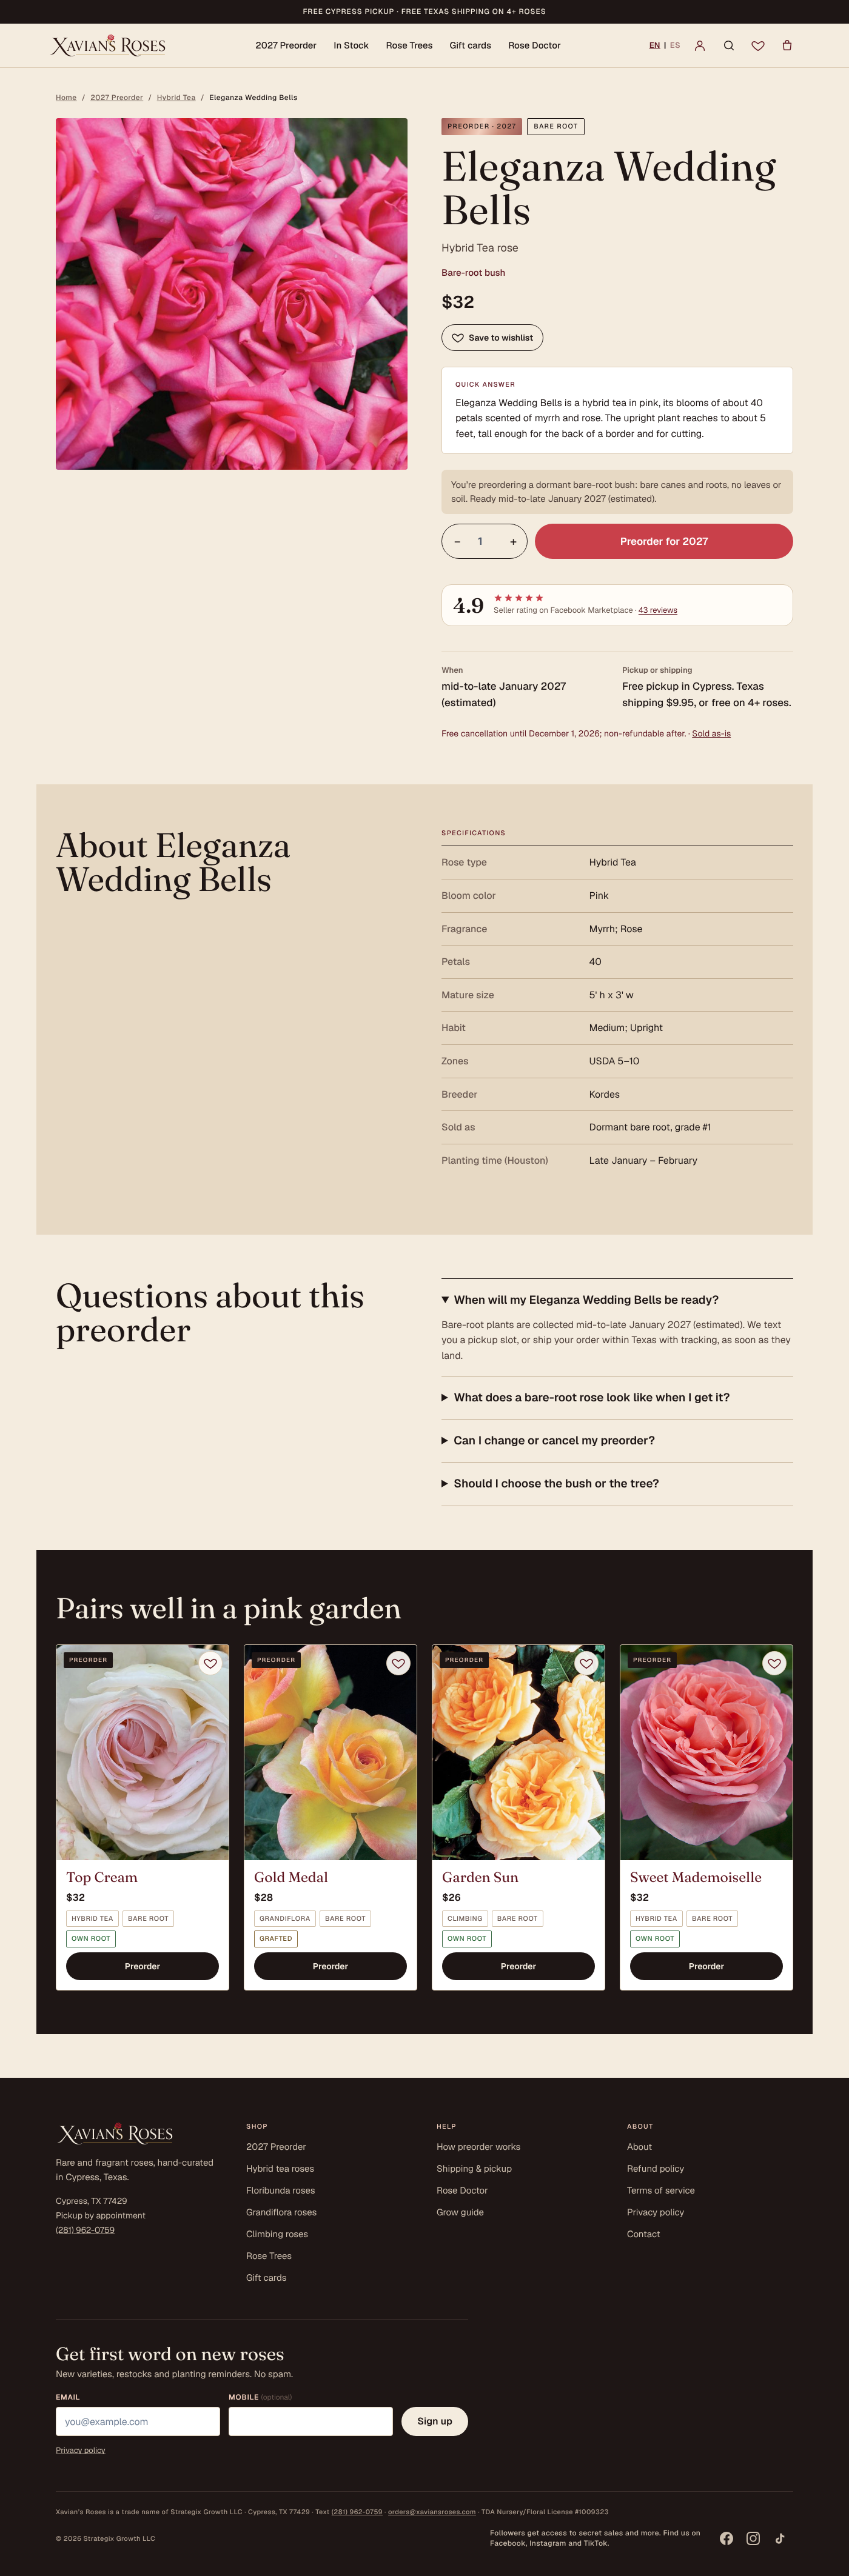 FREE CYPRESS PICKUP · FREE TEXAS SHIPPING ON 4+ ROSES
XAVIAN'S ROSES
2027 Preorder
In Stock
Rose Trees
Gift cards
Rose Doctor
EN | ES
Home / 2027 Preorder / Hybrid Tea / Eleganza Wedding Bells
PREORDER · 2027
BARE ROOT
Eleganza Wedding
Bells
Hybrid Tea rose
Bare-root bush
$32
Save to wishlist
QUICK ANSWER
Eleganza Wedding Bells is a hybrid tea in pink, its blooms of about 40
petals scented of myrrh and rose. The upright plant reaches to about 5
feet, tall enough for the back of a border and for cutting.
You're preordering a dormant bare-root bush: bare canes and roots, no leaves or
soil. Ready mid-to-late January 2027 (estimated).
− 1 +
Preorder for 2027
4.9
★★★★★
Seller rating on Facebook Marketplace · 43 reviews
When
mid-to-late January 2027
(estimated)
Pickup or shipping
Free pickup in Cypress. Texas
shipping $9.95, or free on 4+ roses.
Free cancellation until December 1, 2026; non-refundable after. · Sold as-is
About Eleganza
Wedding Bells
SPECIFICATIONS
Rose type Hybrid Tea
Bloom color Pink
Fragrance Myrrh; Rose
Petals 40
Mature size 5' h x 3' w
Habit Medium; Upright
Zones USDA 5–10
Breeder Kordes
Sold as Dormant bare root, grade #1
Planting time (Houston) Late January – February
Questions about this
preorder
▼ When will my Eleganza Wedding Bells be ready?
Bare-root plants are collected mid-to-late January 2027 (estimated). We text
you a pickup slot, or ship your order within Texas with tracking, as soon as they
land.
▶ What does a bare-root rose look like when I get it?
▶ Can I change or cancel my preorder?
▶ Should I choose the bush or the tree?
Pairs well in a pink garden
PREORDER
Top Cream
$32
HYBRID TEA BARE ROOT
OWN ROOT
Preorder
PREORDER
Gold Medal
$28
GRANDIFLORA BARE ROOT
GRAFTED
Preorder
PREORDER
Garden Sun
$26
CLIMBING BARE ROOT
OWN ROOT
Preorder
PREORDER
Sweet Mademoiselle
$32
HYBRID TEA BARE ROOT
OWN ROOT
Preorder
XAVIAN'S ROSES
Rare and fragrant roses, hand-curated
in Cypress, Texas.
Cypress, TX 77429
Pickup by appointment
(281) 962-0759
SHOP
2027 Preorder
Hybrid tea roses
Floribunda roses
Grandiflora roses
Climbing roses
Rose Trees
Gift cards
HELP
How preorder works
Shipping & pickup
Rose Doctor
Grow guide
ABOUT
About
Refund policy
Terms of service
Privacy policy
Contact
Get first word on new roses
New varieties, restocks and planting reminders. No spam.
EMAIL
you@example.com
MOBILE (optional)
Sign up
Privacy policy
Xavian's Roses is a trade name of Strategix Growth LLC · Cypress, TX 77429 · Text (281) 962-0759 · orders@xaviansroses.com · TDA Nursery/Floral License #1009323
© 2026 Strategix Growth LLC
Followers get access to secret sales and more. Find us on
Facebook, Instagram and TikTok.